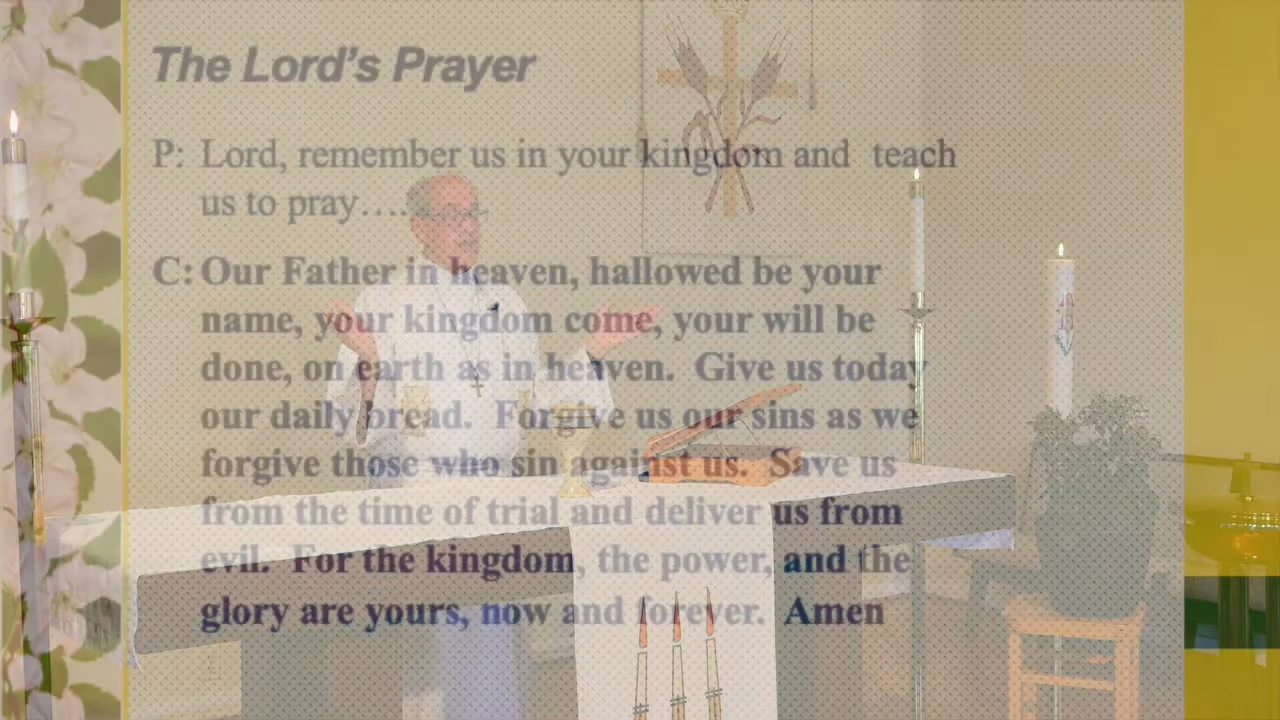 The Lord's Prayer
P: Lord, remember us in your kingdom and teach
us to pray….
C: Our Father in heaven, hallowed be your
name, your kingdom come, your will be
done, on earth as in heaven. Give us today
our daily bread. Forgive us our sins as we
forgive those who sin against us. Save us
from the time of trial and deliver us from
evil. For the kingdom, the power, and the
glory are yours, now and forever. Amen